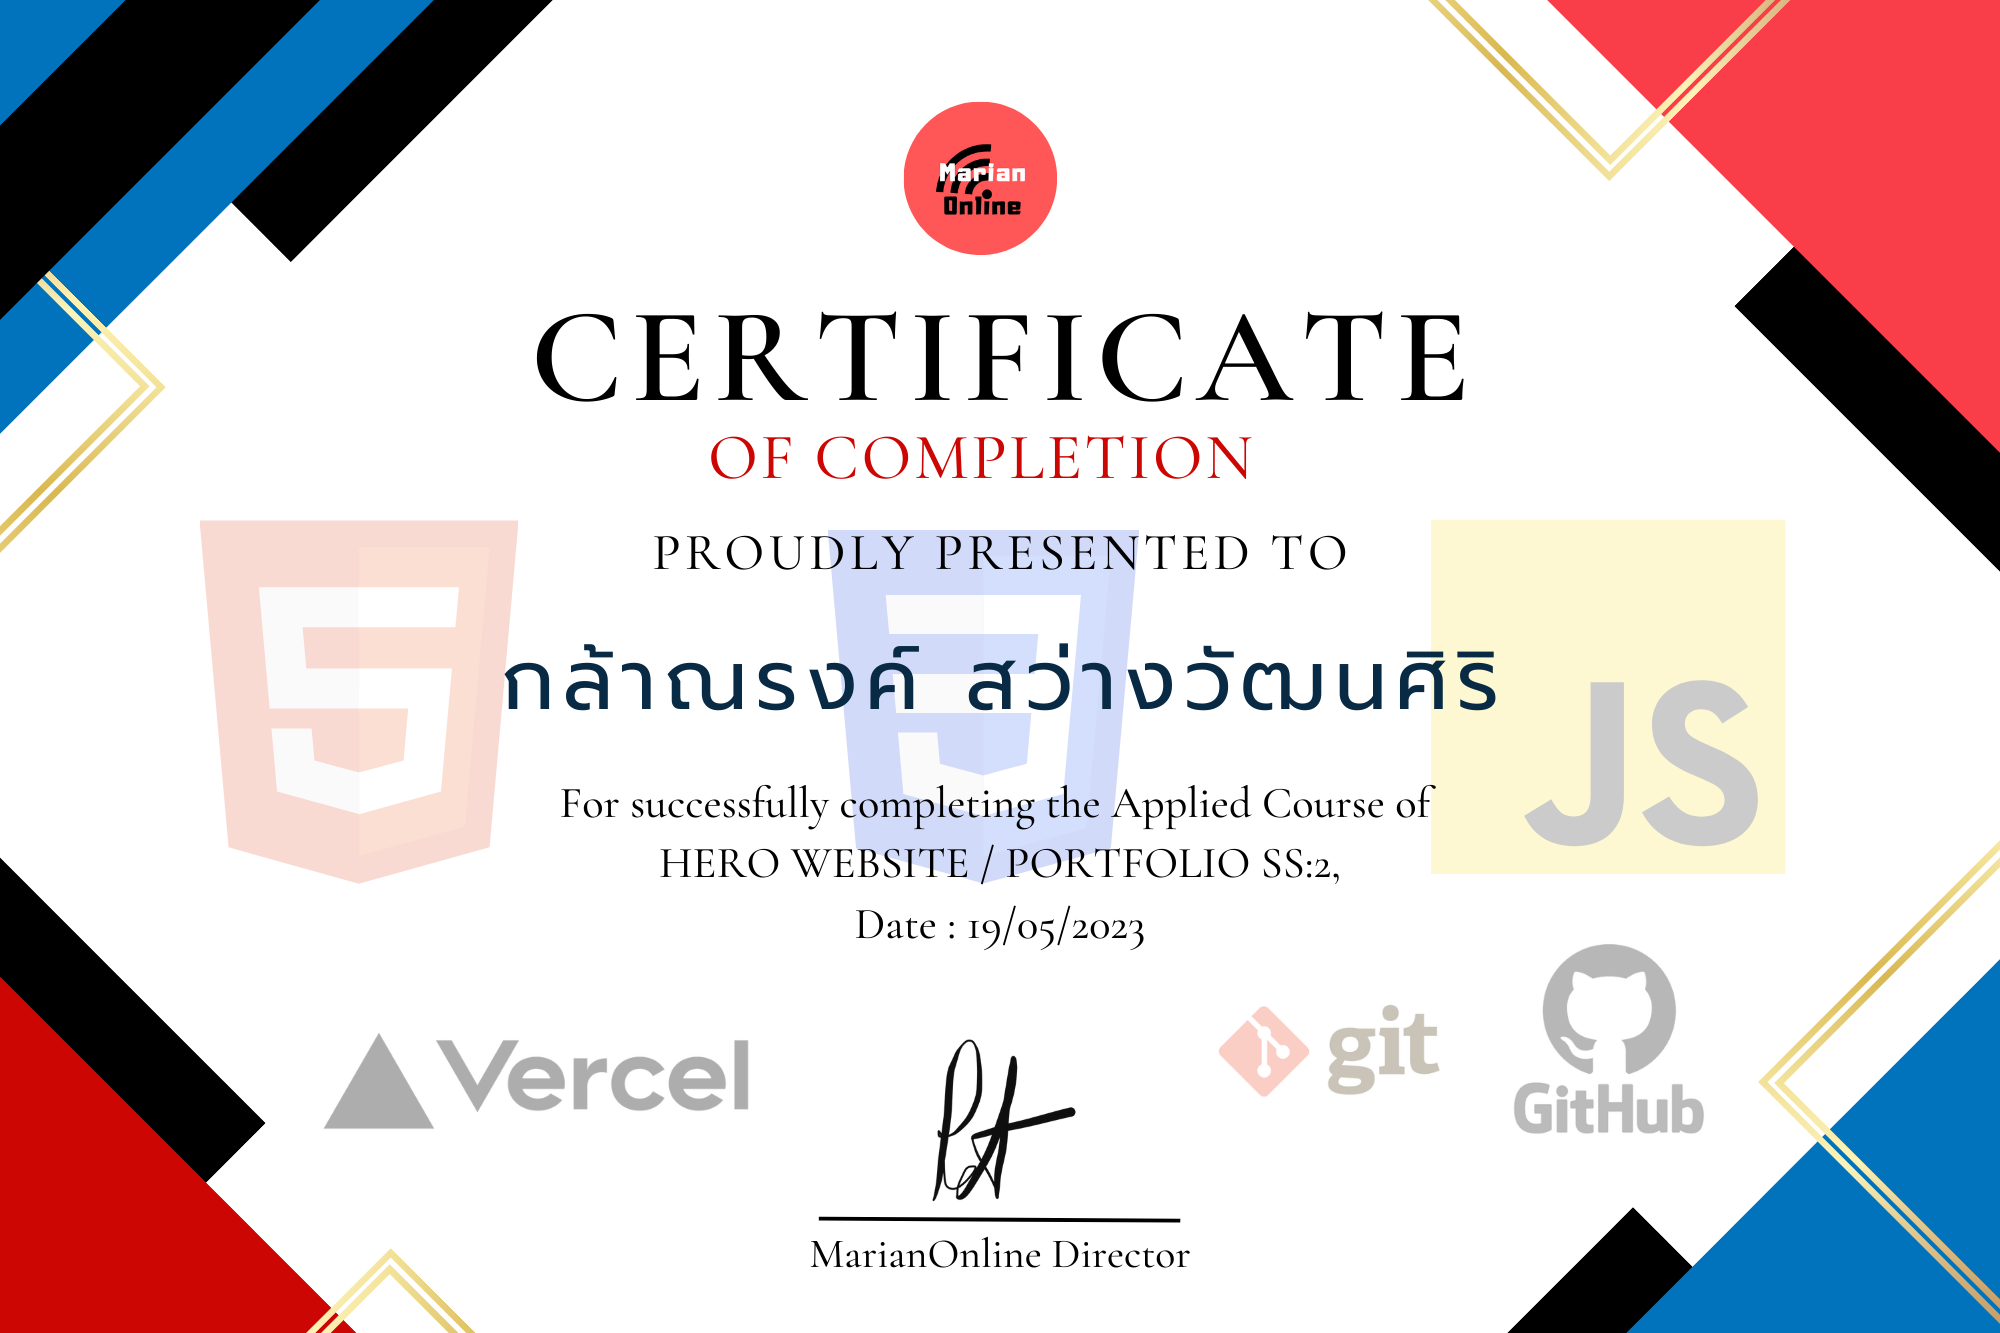 Marian
Online
CERTIFICATE
OF COMPLETION
PROUDLY PRESENTED TO
กล้าณรงค์ สว่างวัฒนศิริ
For successfully completing the Applied Course of
HERO WEBSITE / PORTFOLIO SS:2,
Date : 19/05/2023
JS
Vercel
git
GitHub
MarianOnline Director